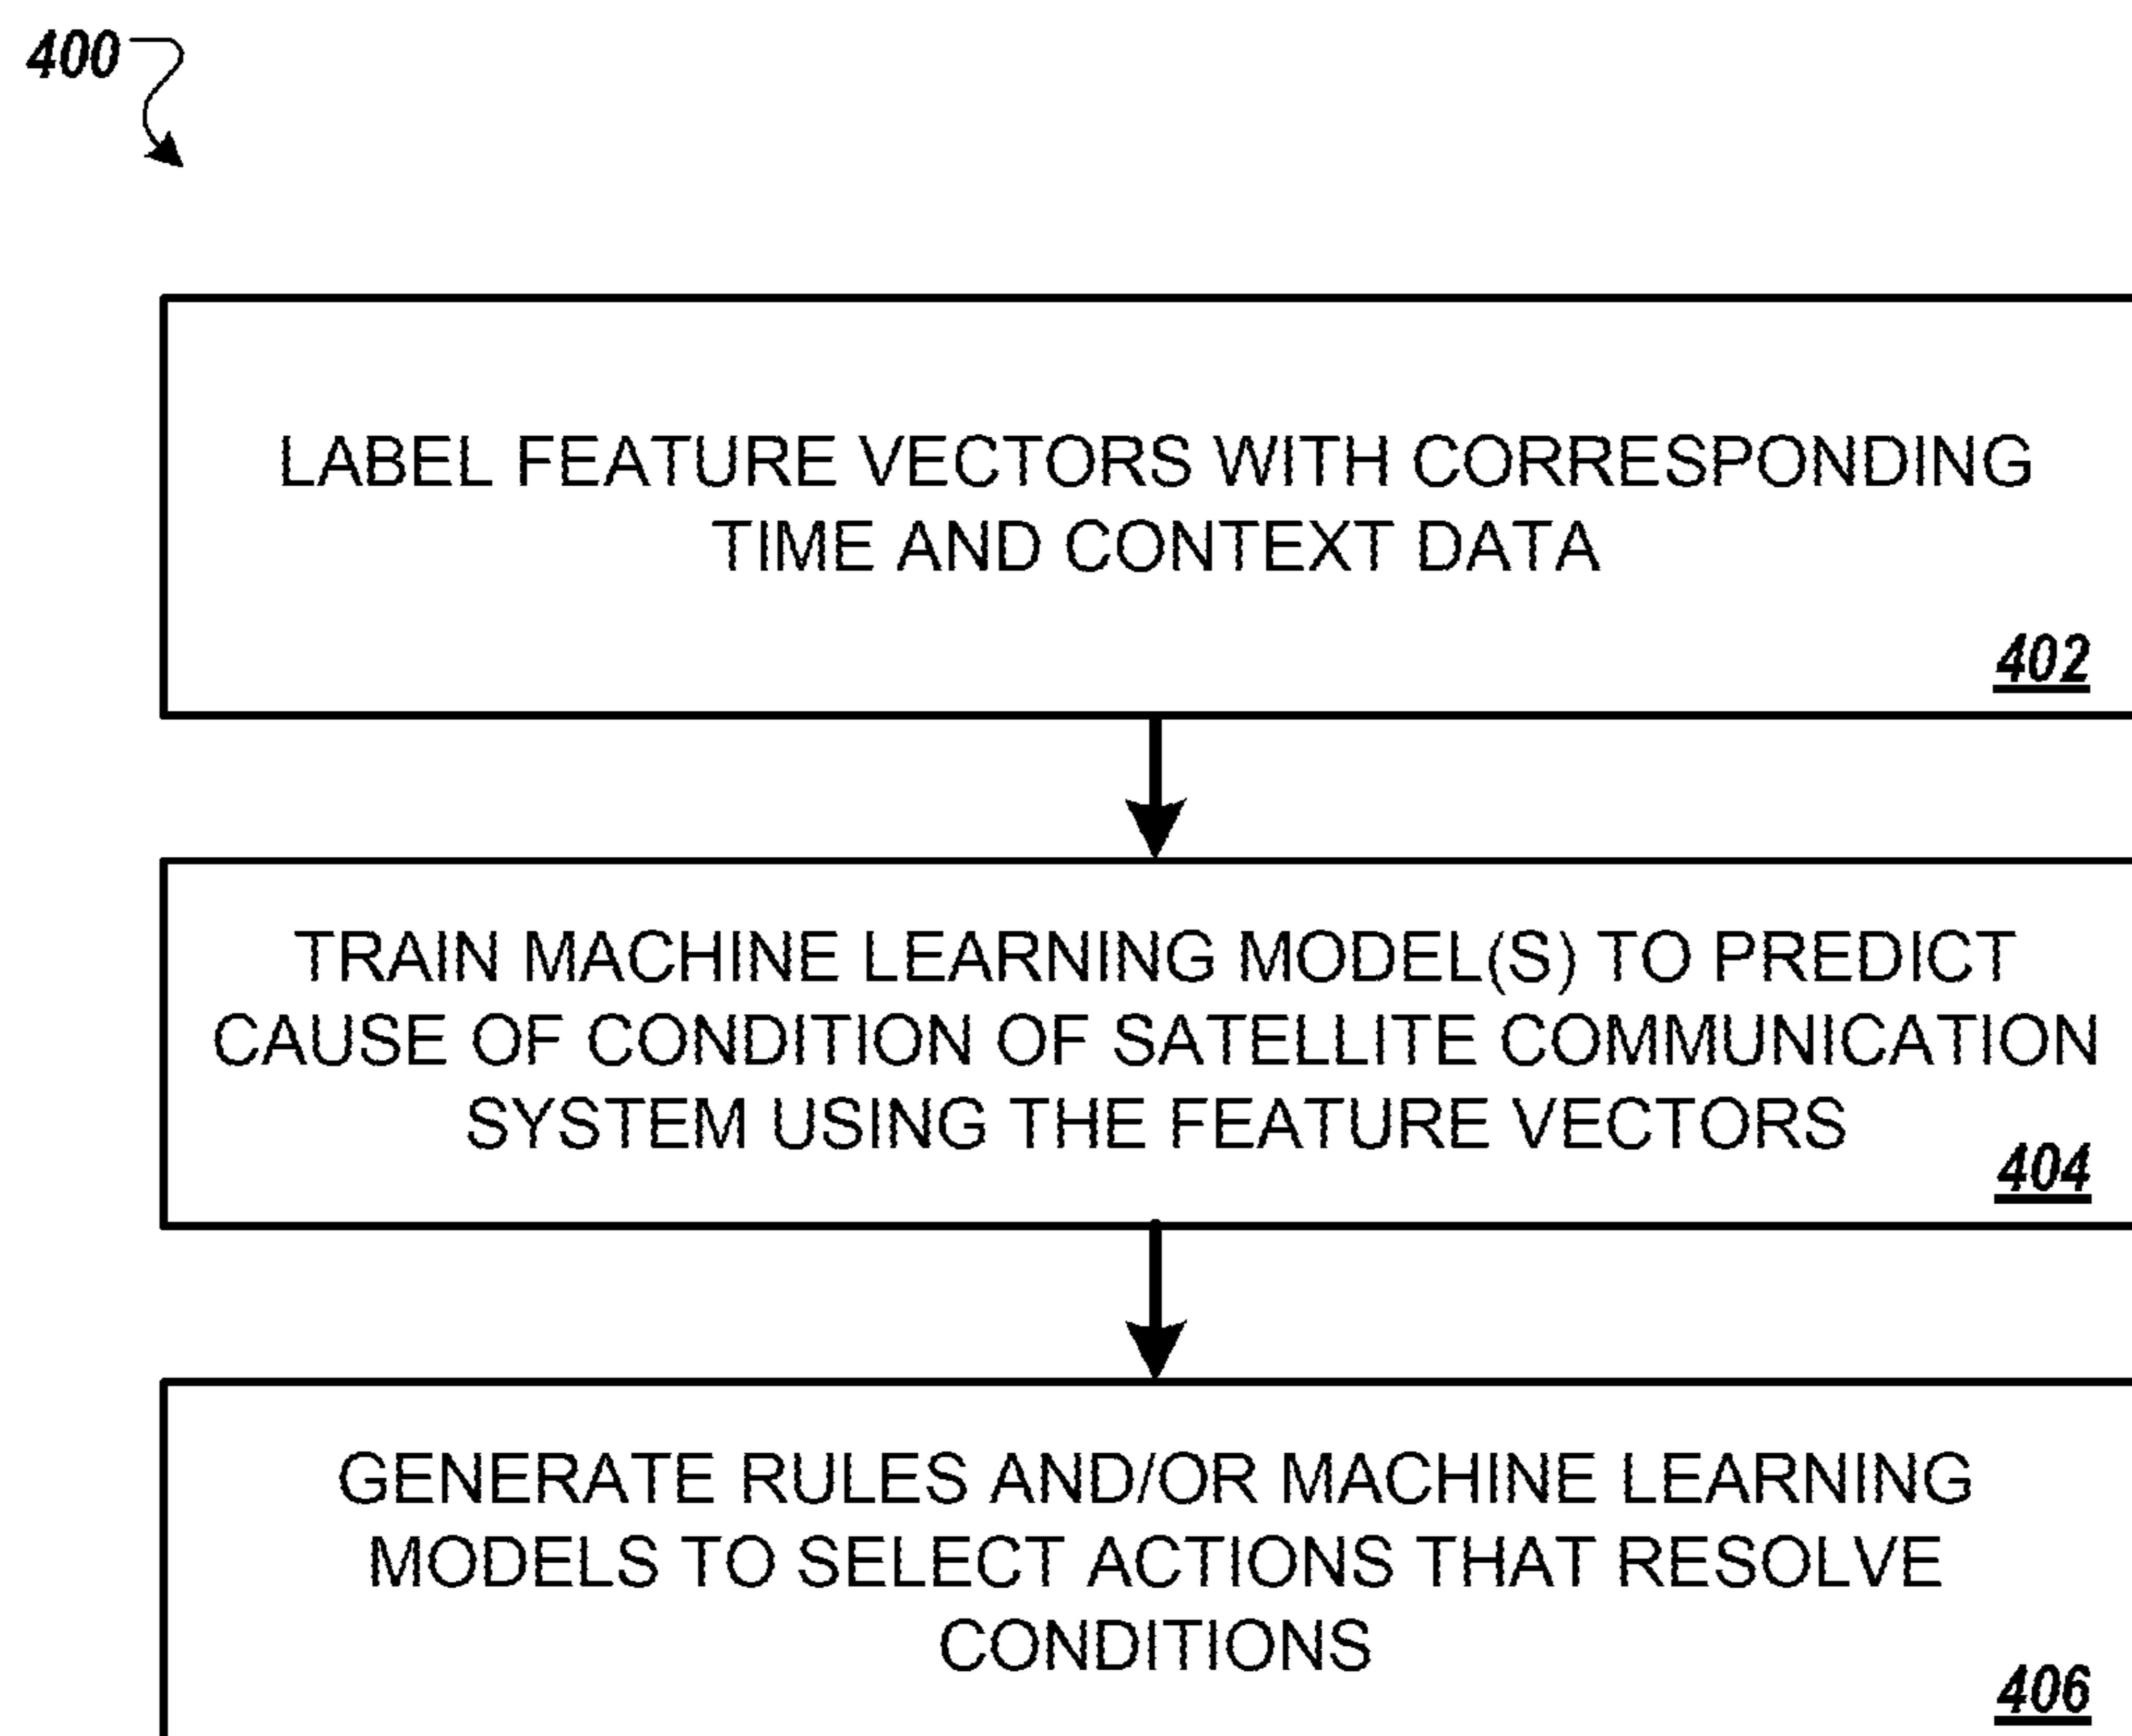 400
LABEL FEATURE VECTORS WITH CORRESPONDING
TIME AND CONTEXT DATA
402
TRAIN MACHINE LEARNING MODEL(S) TO PREDICT
CAUSE OF CONDITION OF SATELLITE COMMUNICATION
SYSTEM USING THE FEATURE VECTORS
404
GENERATE RULES AND/OR MACHINE LEARNING
MODELS TO SELECT ACTIONS THAT RESOLVE
CONDITIONS
406